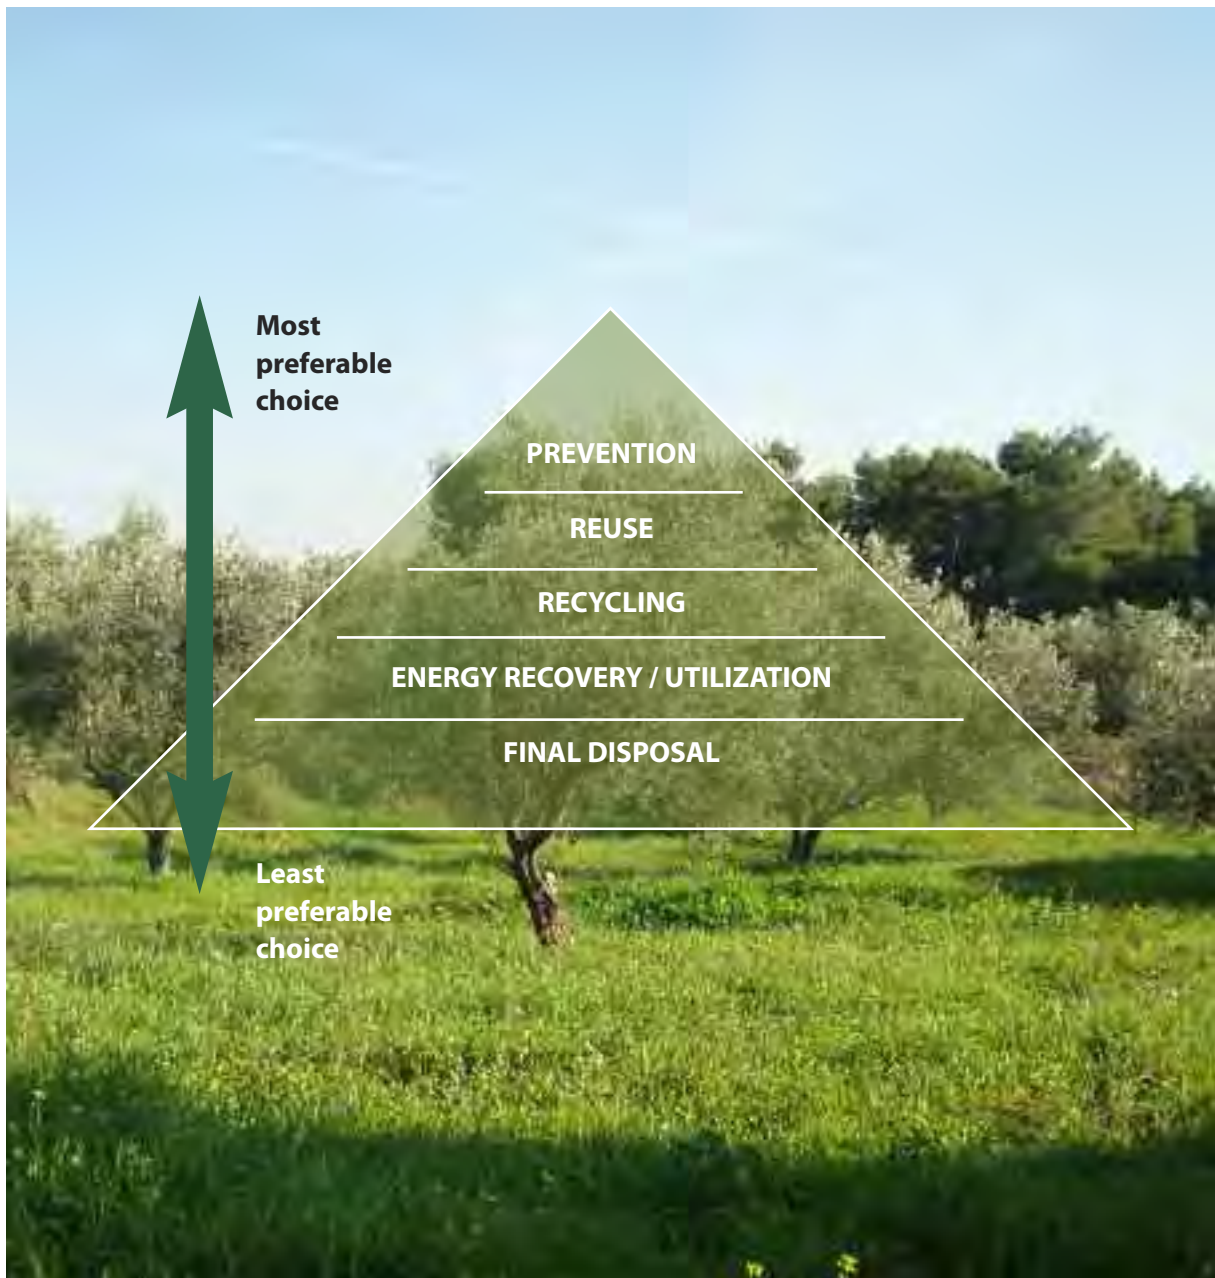 Most
preferable
choice
PREVENTION
REUSE
RECYCLING
ENERGY RECOVERY / UTILIZATION
FINAL DISPOSAL
Least
preferable
choice